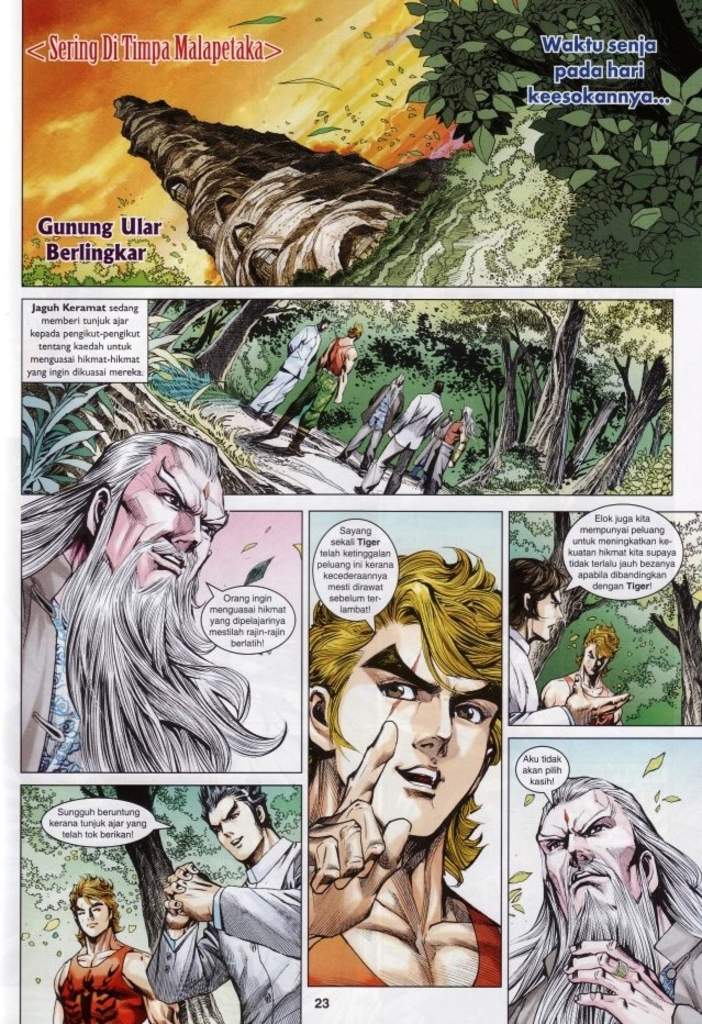 <Sering Di Timpa Malapetaka>
Waktu senja
pada hari
keesokannya...
Gunung Ular
Berlingkar
Jaguh Keramat sedang
memberi tunjuk ajar
kepada pengikut-pengikut
tentang kaedah untuk
menguasai hikmat-hikmat
yang ingin dikuasai mereka.
Orang ingin
menguasai hikmat
yang dipelajarinya
mestilah rajin-rajin
berlatih!
Sayang
sekali Tiger
telah ketinggalan
peluang ini kerana
kecederaannya
mesti dirawat
sebelum ter-
lambat!
Elok juga kita
mempunyai peluang
untuk meningkatkan ke-
kuatan hikmat kita supaya
tidaklah terlalu jauh bezanya
apabila dibandingkan
dengan Tiger!
Sungguh beruntung
kerana tunjuk ajar yang
telah tok berikan!
Aku tidak
akan pilih
kasih!
23